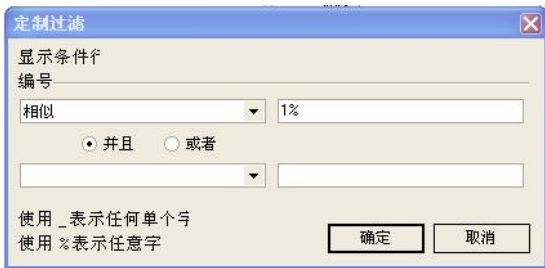 定制过滤
显示条件行
编号
相似 1%
并且 或者
使用 _表示任何单个字
使用 %表示任意字
确定 取消